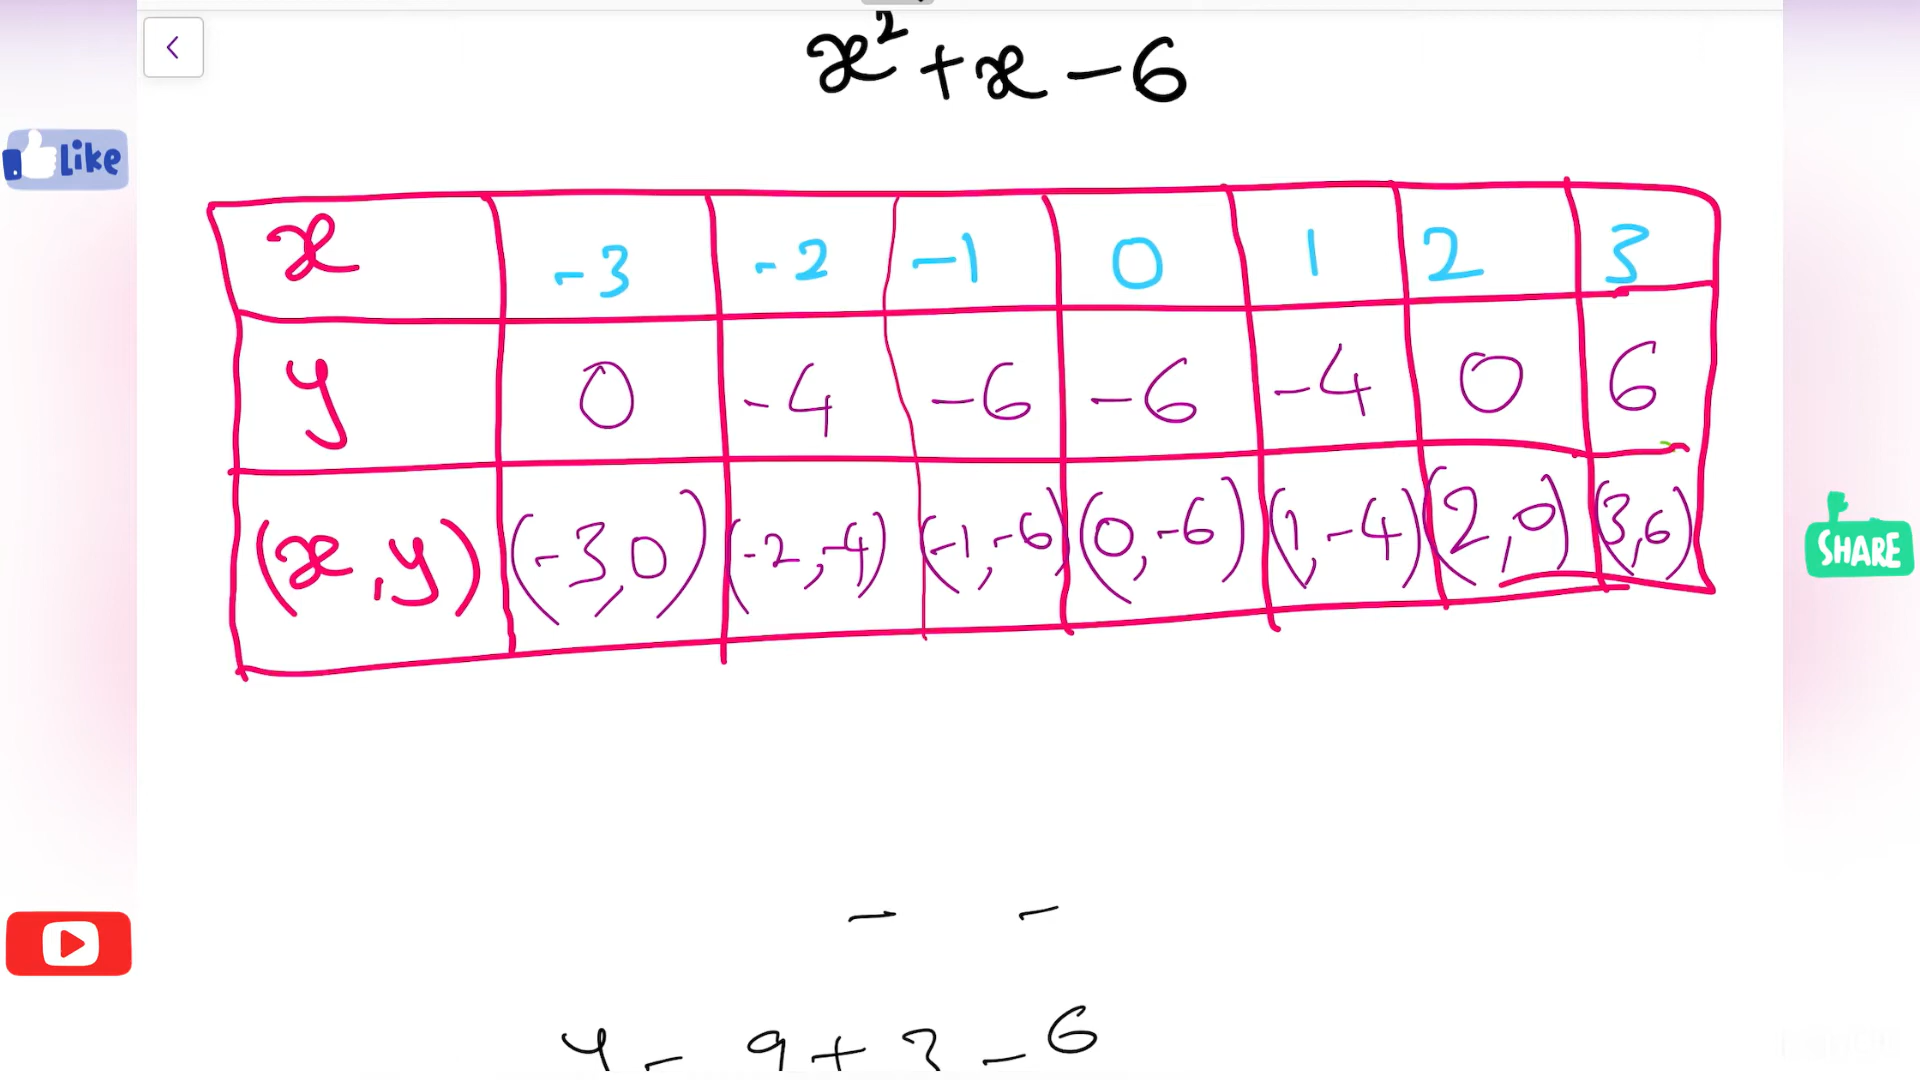 x² + x - 6
Like
x -3 -2 -1 0 1 2 3
y 0 -4 -6 -6 -4 0 6
(x,y) (-3,0) (-2,-4) (-1,-6) (0,-6) (1,-4) (2,0) (3,6)
SHARE
- -
9 + 3 - 6